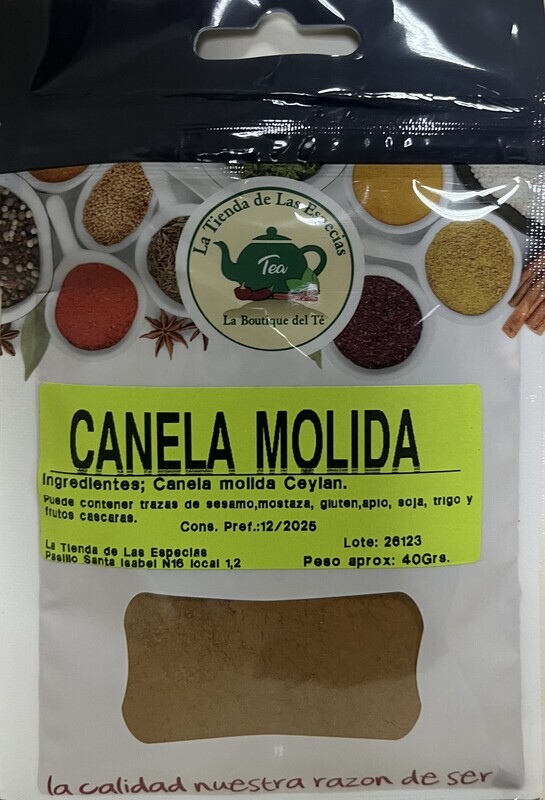 La Tienda de Las Especias
Tea
La Boutique del Té
CANELA MOLIDA
Ingredientes; Canela molida Ceylan.
Puede contener trazas de sesamo,mostaza, gluten,apio, soja, trigo y
frutos cascaras.
Cons. Pref.:12/2025
Lote: 26123
La Tienda de Las Especias
Pasillo Santa Isabel N16 local 1,2
Peso aprox: 40Grs.
la calidad nuestra razon de ser